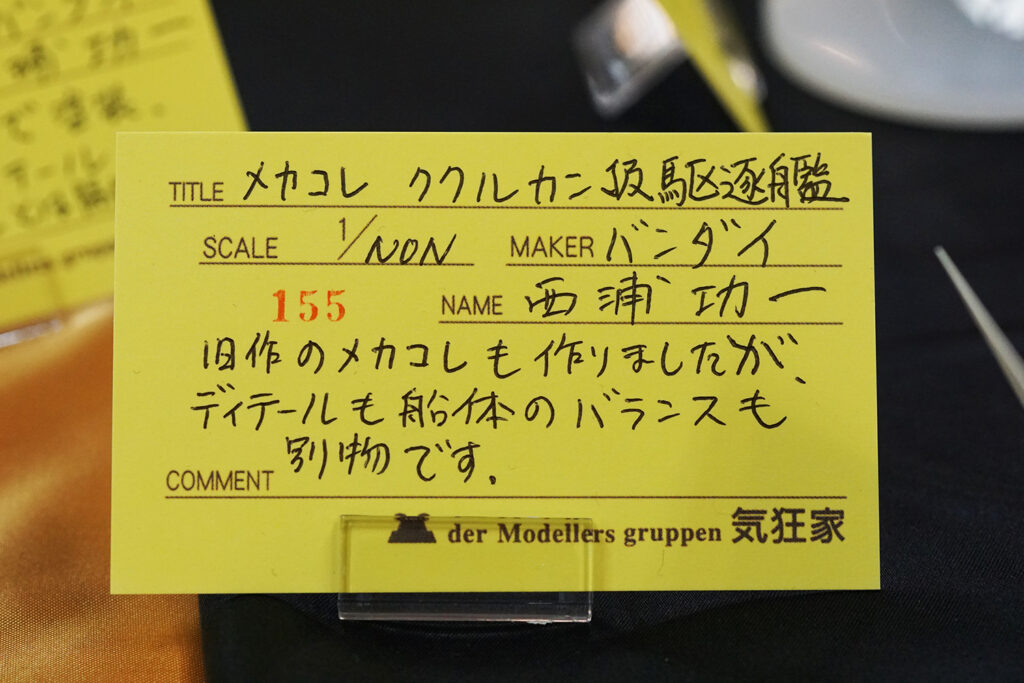 TITLE メカコレ ククルカン扱駆逐艦
SCALE 1/NON MAKER バンダイ
155 NAME 西浦 功一
旧作のメカコレも作りましたが、
ディテールも船体のバランスも
別物です.
COMMENT
der Modellers gruppen 気狂家